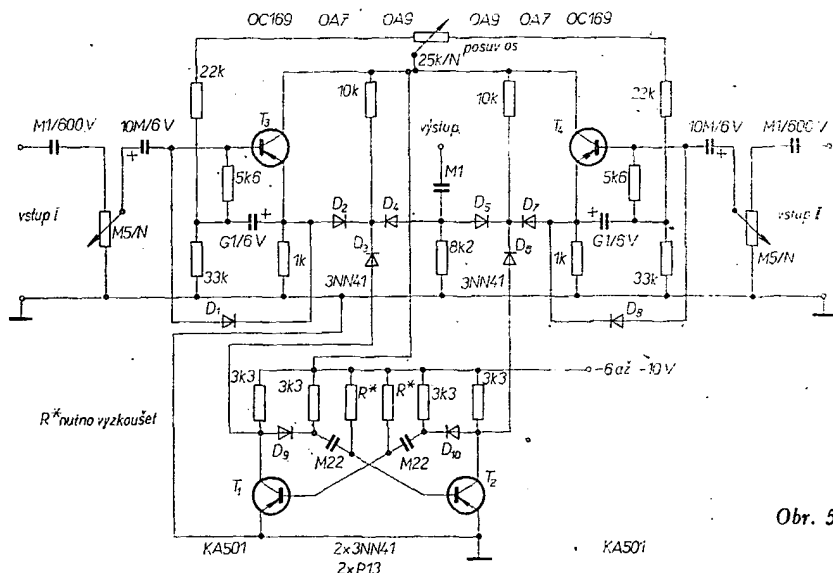 OC169 OA7 OA9 OA9 OA7 OC169
posuv os
25k/N
22k
10k
10k
22k
M1/600V
10M/6V
+
T3
výstup
T4
10M/6V
+
M1/600V
5k6
M1
5k6
vstup I
D2
D4
D5
D7
vstup II
M5/N
G1/6V
+
+
G1/6V
M5/N
33k
1k
D3
3NN41
8k2
3NN41
D6
1k
33k
D1
D8
3k3
3k3
R*
R*
3k3
3k3
-6 až -10V
R* nutno vyzkoušet
D9
M22
M22
D10
T1
T2
Obr. 5
KA501
2x3NN41
KA501
2xP13